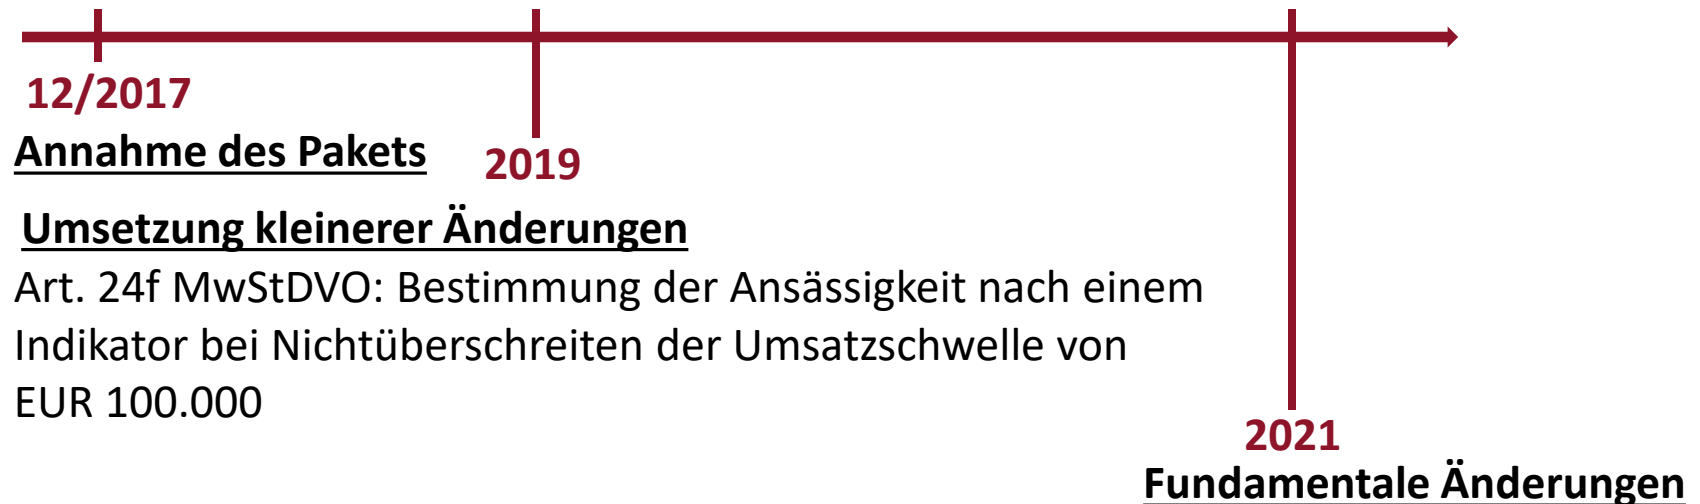 12/2017
Annahme des Pakets
2019
Umsetzung kleinerer Änderungen
Art. 24f MwStDVO: Bestimmung der Ansässigkeit nach einem
Indikator bei Nichtüberschreiten der Umsatzschwelle von
EUR 100.000
2021
Fundamentale Änderungen